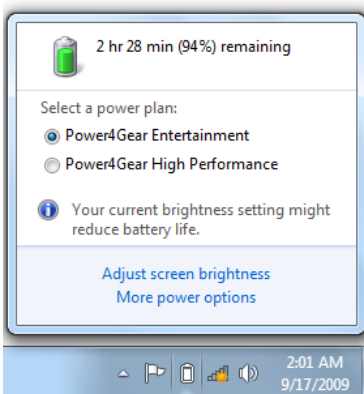 2 hr 28 min (94%) remaining
Select a power plan:
Power4Gear Entertainment
Power4Gear High Performance
Your current brightness setting might
reduce battery life.
Adjust screen brightness
More power options
2:01 AM
9/17/2009